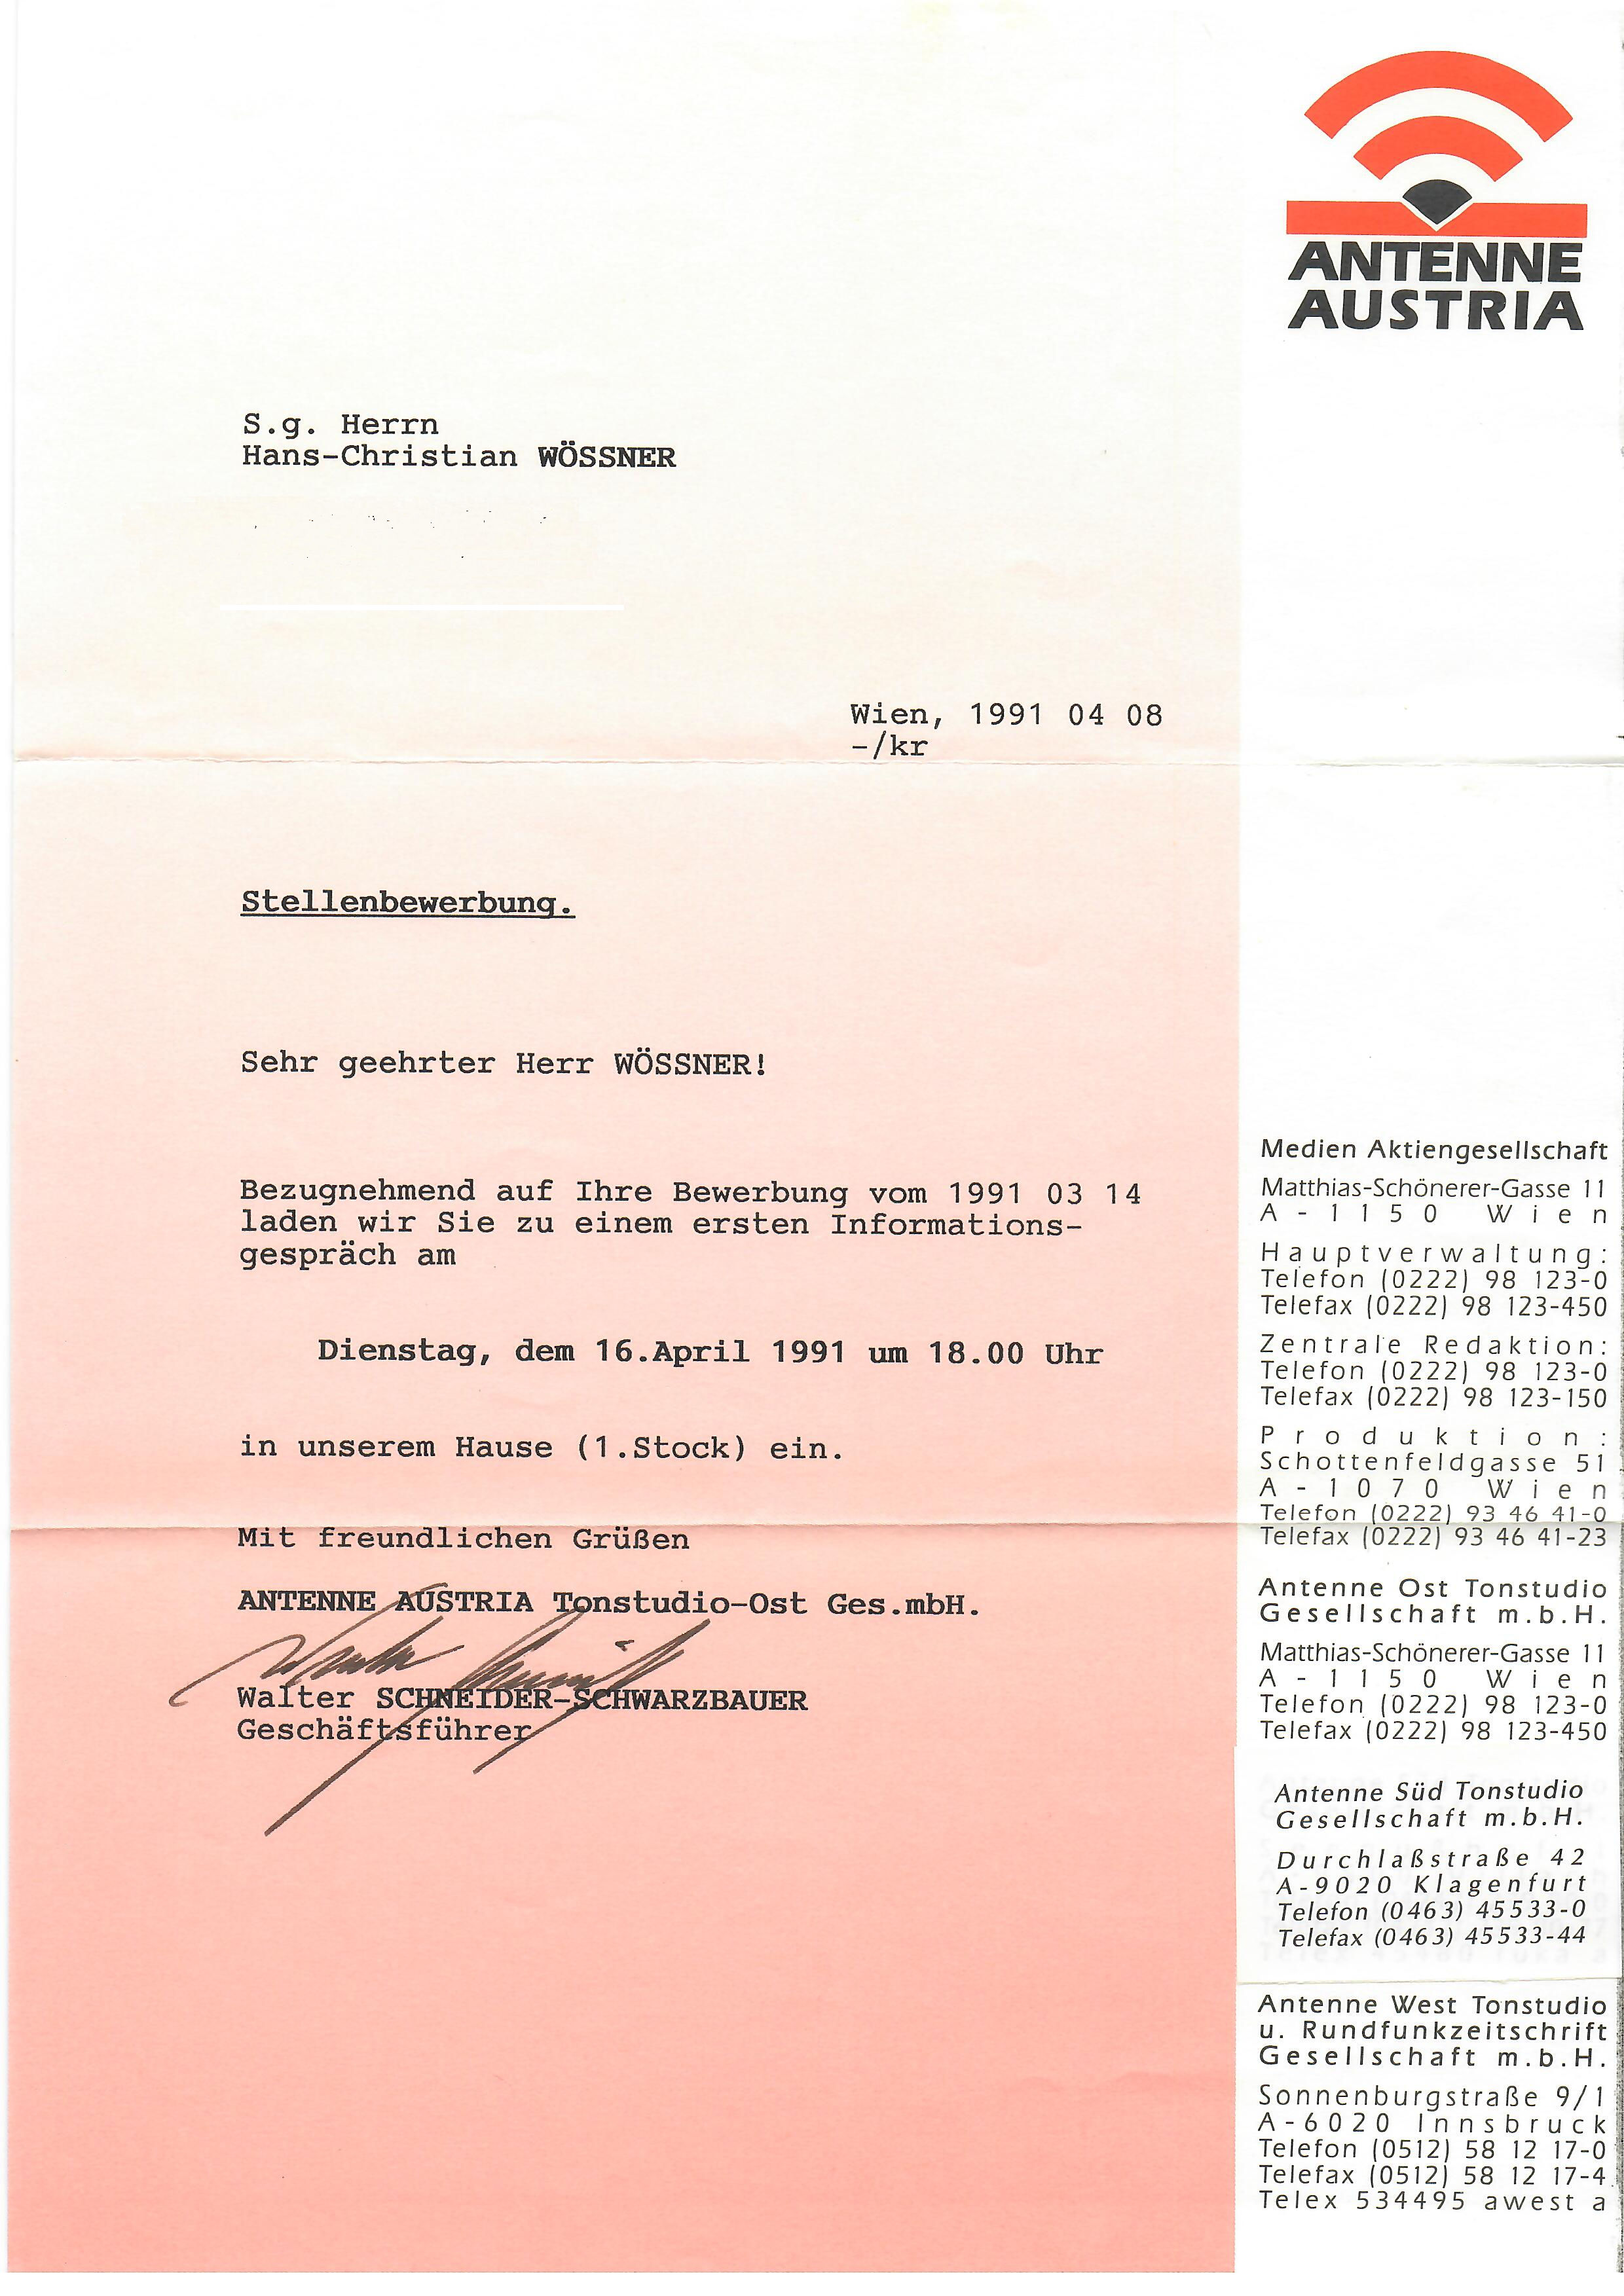 ANTENNE
AUSTRIA
S.g. Herrn
Hans-Christian WÖSSNER
Wien, 1991 04 08
-/kr
Stellenbewerbung.
Sehr geehrter Herr WÖSSNER!
Bezugnehmend auf Ihre Bewerbung vom 1991 03 14
laden wir Sie zu einem ersten Informations-
gespräch am
Dienstag, dem 16.April 1991 um 18.00 Uhr
in unserem Hause (1.Stock) ein.
Mit freundlichen Grüßen
ANTENNE AUSTRIA Tonstudio-Ost Ges.mbH.
Walter SCHNEIDER-SCHWARZBAUER
Geschäftsführer
Medien Aktiengesellschaft
Matthias-Schönerer-Gasse 11
A-1150 Wien
Hauptverwaltung:
Telefon (0222) 98 123-0
Telefax (0222) 98 123-450
Zentrale Redaktion:
Telefon (0222) 98 123-0
Telefax (0222) 98 123-150
Produktion:
Schottenfeldgasse 51
A-1070 Wien
Telefon (0222) 93 46 41-0
Telefax (0222) 93 46 41-23
Antenne Ost Tonstudio
Gesellschaft m.b.H.
Matthias-Schönerer-Gasse 11
A-1150 Wien
Telefon (0222) 98 123-0
Telefax (0222) 98 123-450
Antenne Süd Tonstudio
Gesellschaft m.b.H.
Durchlaßstraße 42
A-9020 Klagenfurt
Telefon (0463) 45533-0
Telefax (0463) 45533-44
Antenne West Tonstudio
u. Rundfunkzeitschrift
Gesellschaft m.b.H.
Sonnenburgstraße 9/1
A-6020 Innsbruck
Telefon (0512) 58 12 17-0
Telefax (0512) 58 12 17-4
Telex 534495 awest a